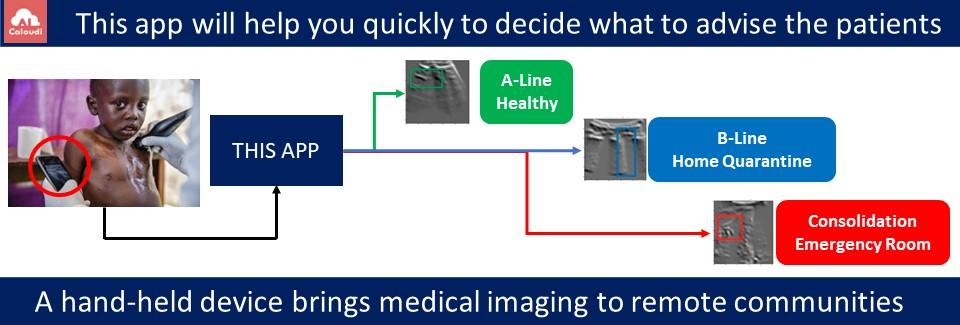 AL
Caloudi
This app will help you quickly to decide what to advise the patients
THIS APP
A-Line
Healthy
B-Line
Home Quarantine
Consolidation
Emergency Room
A hand-held device brings medical imaging to remote communities